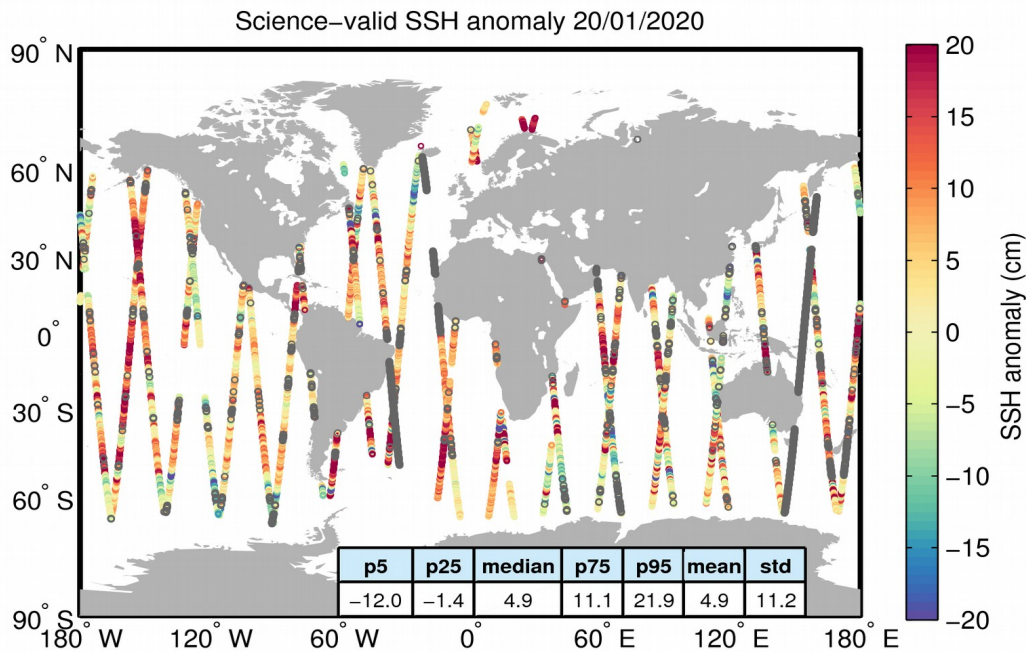 Science−valid SSH anomaly 20/01/2020
90° N
60° N
30° N
0°
30° S
60° S
90° S
180° W
120° W
60° W
0°
60° E
120° E
180° E
p5 p25 median p75 p95 mean std
−12.0 −1.4 4.9 11.1 21.9 4.9 11.2
20
15
10
5
0
−5
−10
−15
−20
SSH anomaly (cm)